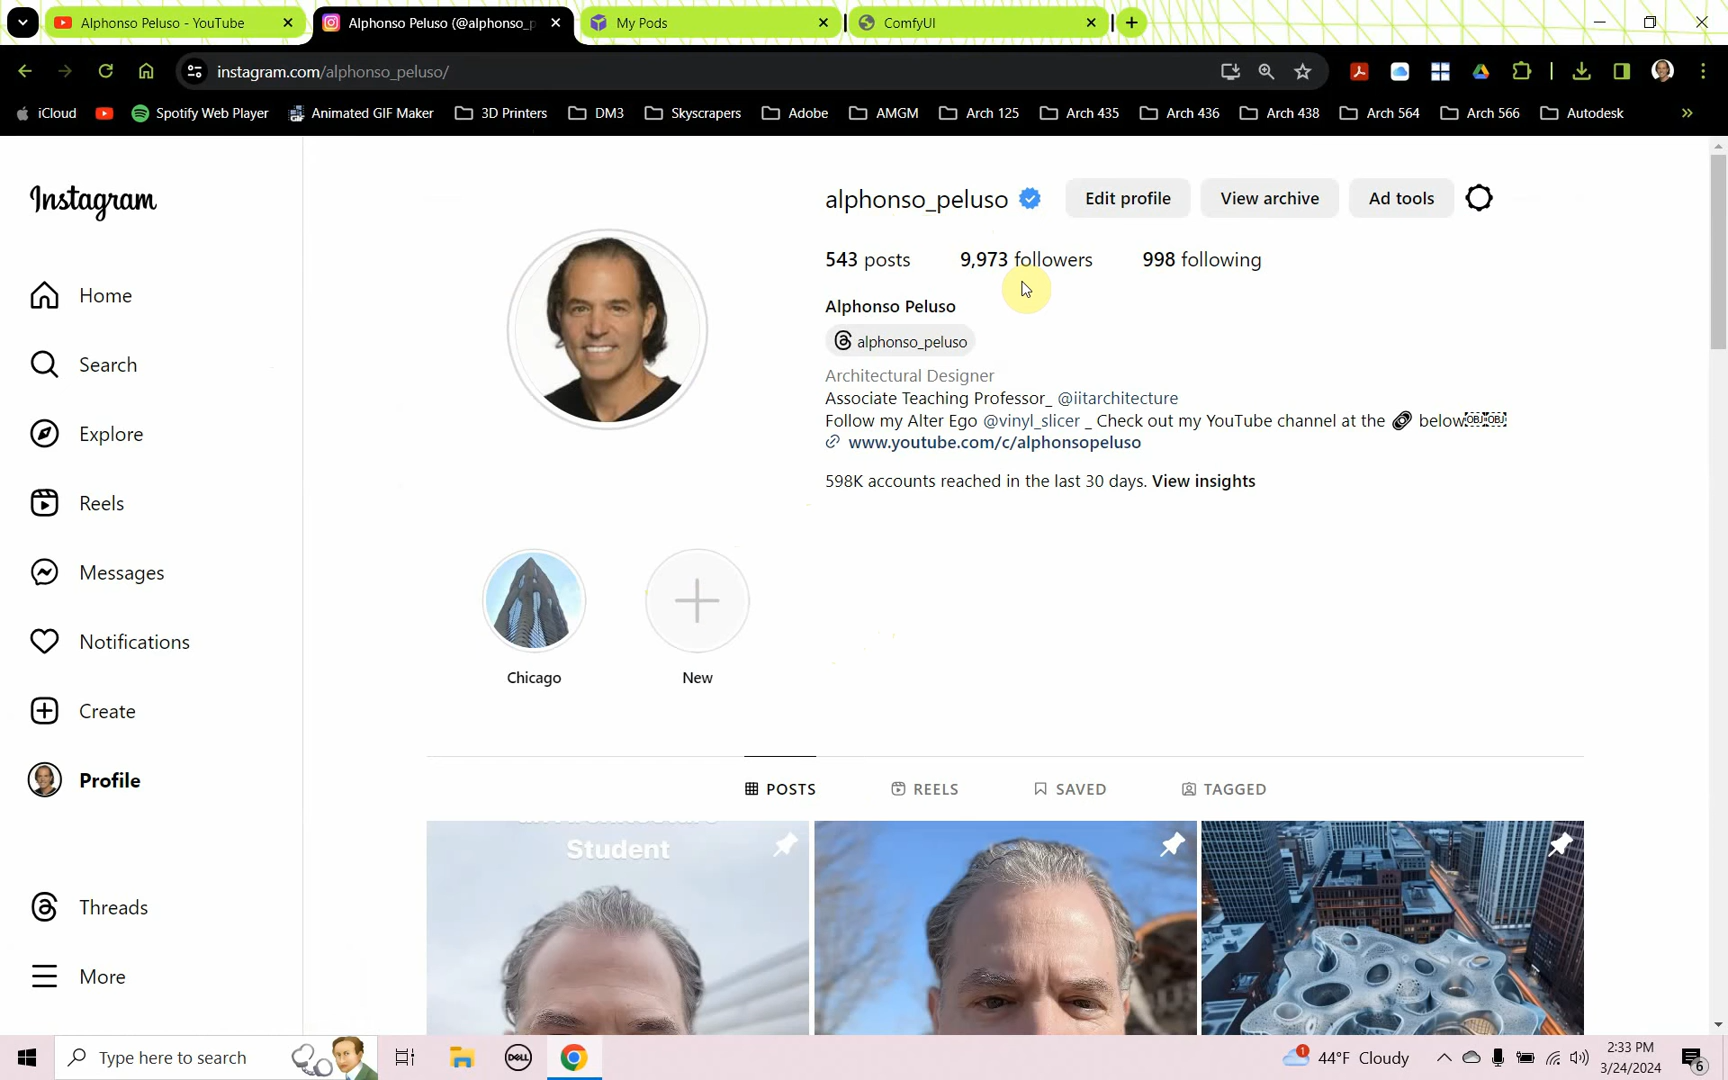 Alphonso Peluso - YouTube
Alphonso Peluso (@alphonso_p
My Pods
ComfyUI
instagram.com/alphonso_peluso/
iCloud
Spotify Web Player
Animated GIF Maker
3D Printers
DM3
Skyscrapers
Adobe
AMGM
Arch 125
Arch 435
Arch 436
Arch 438
Arch 564
Arch 566
Autodesk
Instagram
Home
Search
Explore
Reels
Messages
Notifications
Create
Profile
Threads
More
alphonso_peluso
Edit profile
View archive
Ad tools
543 posts 9,973 followers 998 following
Alphonso Peluso
alphonso_peluso
Architectural Designer
Associate Teaching Professor_ @iitarchitecture
Follow my Alter Ego @vinyl_slicer _ Check out my YouTube channel at the 🔗 below￼￼
www.youtube.com/c/alphonsopeluso
598K accounts reached in the last 30 days. View insights
Chicago
New
POSTS
REELS
SAVED
TAGGED
Student
Type here to search
DELL
1
44°F Cloudy
2:33 PM
3/24/2024
6